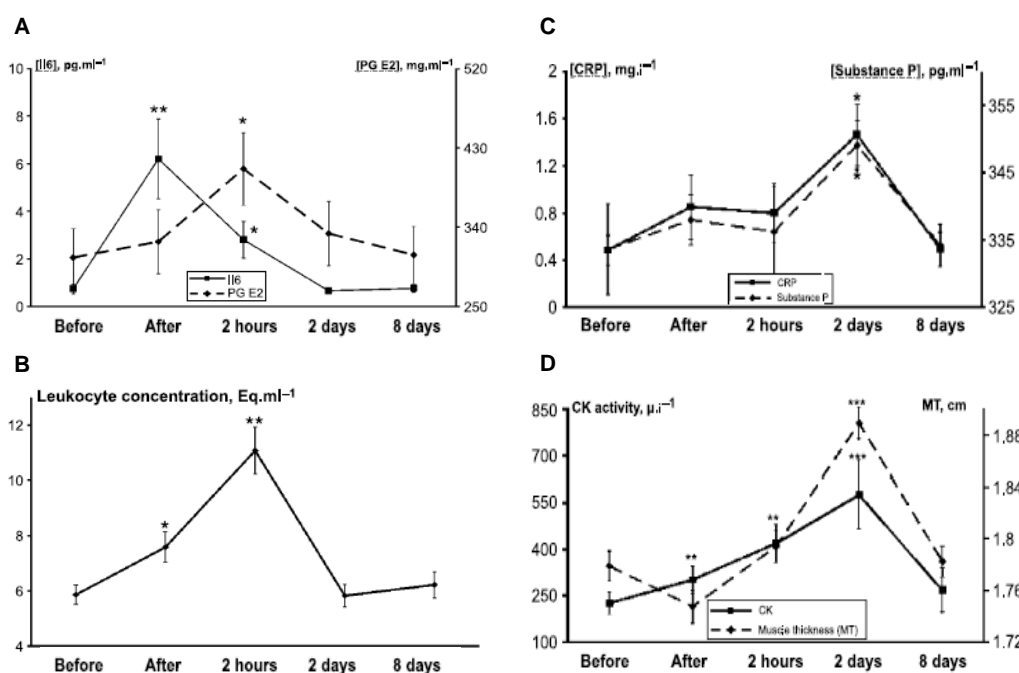 A
[Il6], pg.ml–1 [PG E2], mg,ml–1
10 520
8
430
6
4
340
2
0 250
** * *
Il6
PG E2
Before After 2 hours 2 days 8 days
B
Leukocyte concentration, Eq.ml–1
12
10
8
6
4
* **
Before After 2 hours 2 days 8 days
C
[CRP] mg.i–1 [Substance P], pg,ml–1
2
1.6
1.2
0.8
0.4
0
355
345
335
325
* *
CRP
Substance P
Before After 2 hours 2 days 8 days
D
CK activity, µ.i–1 MT, cm
850
700
550
400
250
100
1,88
1,84
1,8
1,76
1,72
** ** *** ***
CK
Muscle thickness (MT)
Before After 2 hours 2 days 8 days